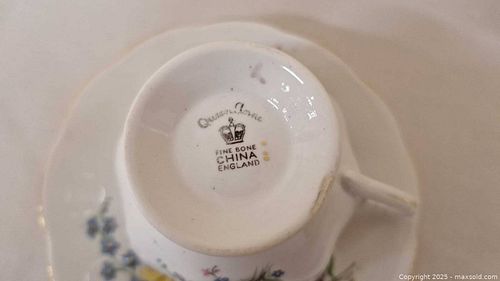 Queen Anne
FINE BONE
CHINA
ENGLAND
Copyright © 2025 - maxsold.com